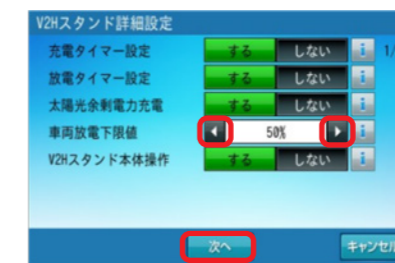 V2Hスタンド詳細設定
充電タイマー設定 する しない i 1/
放電タイマー設定 する しない i
太陽光余剰電力充電 する しない i
車両放電下限値 50% i
V2Hスタンド本体操作 する しない i
次へ キャンセル